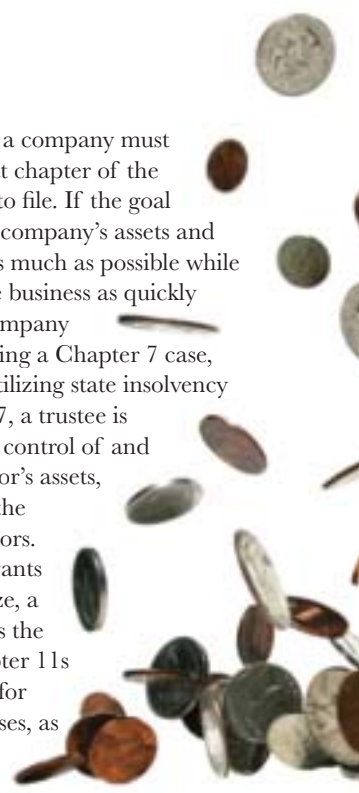 a company must
t chapter of the
to file. If the goal
company's assets and
s much as possible while
e business as quickly
mpany
ing a Chapter 7 case,
tilizing state insolvency
7, a trustee is
control of and
or's assets,
the
ors.
ants
ze, a
s the
pter 11s
for
ses, as